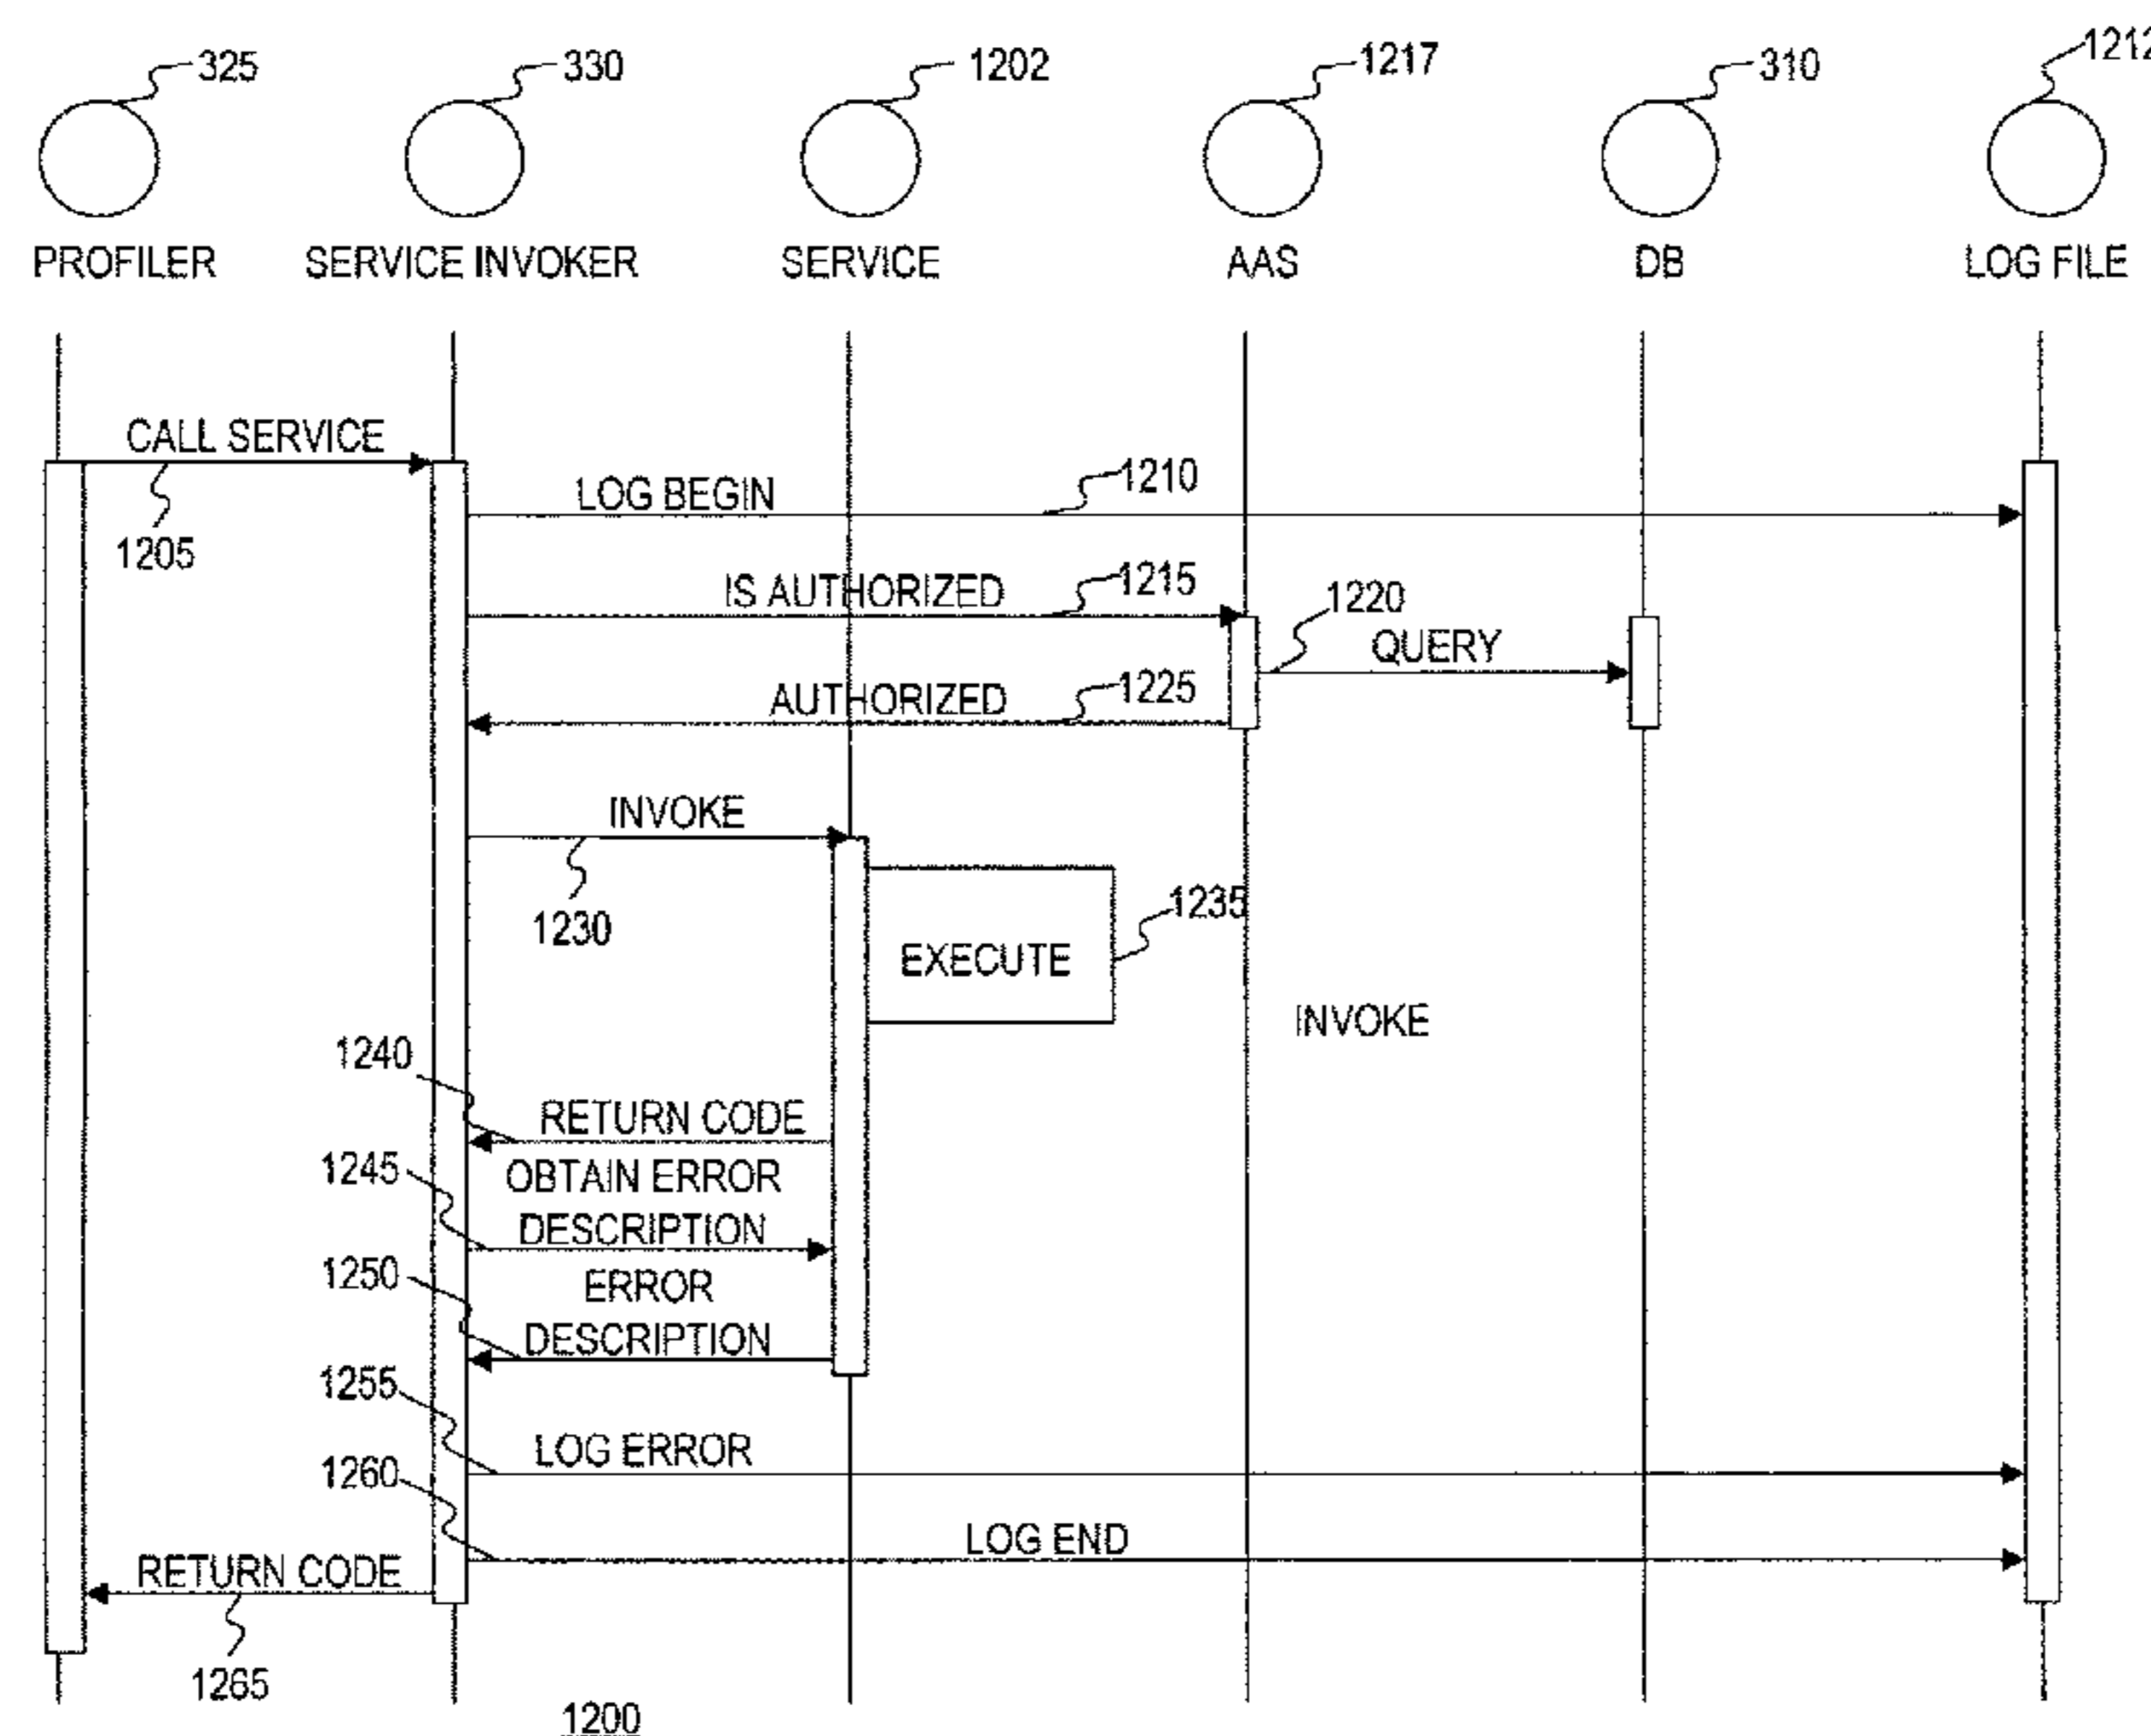 325 330 1202 1217 310 1212
PROFILER SERVICE INVOKER SERVICE AAS DB LOG FILE
CALL SERVICE
1205
LOG BEGIN 1210
IS AUTHORIZED 1215
1220
QUERY
AUTHORIZED 1225
INVOKE
1230
1235
EXECUTE
INVOKE
1240
RETURN CODE
1245
OBTAIN ERROR
DESCRIPTION
1250
ERROR
DESCRIPTION
1255
LOG ERROR
1260
LOG END
RETURN CODE
1265
1200